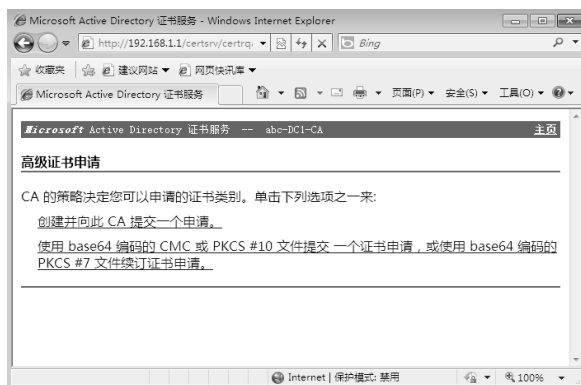 Microsoft Active Directory 证书服务 - Windows Internet Explorer
http://192.168.1.1/certsrv/certrq
Bing
收藏夹 建议网站 网页快讯库
Microsoft Active Directory 证书服务 页面(P) 安全(S) 工具(O)
Microsoft Active Directory 证书服务 -- abc-DC1-CA 主页
高级证书申请
CA 的策略决定您可以申请的证书类别。单击下列选项之一来:
创建并向此 CA 提交一个申请。
使用 base64 编码的 CMC 或 PKCS #10 文件提交 一个证书申请，或使用 base64 编码的
PKCS #7 文件续订证书申请。
Internet | 保护模式: 禁用 100%